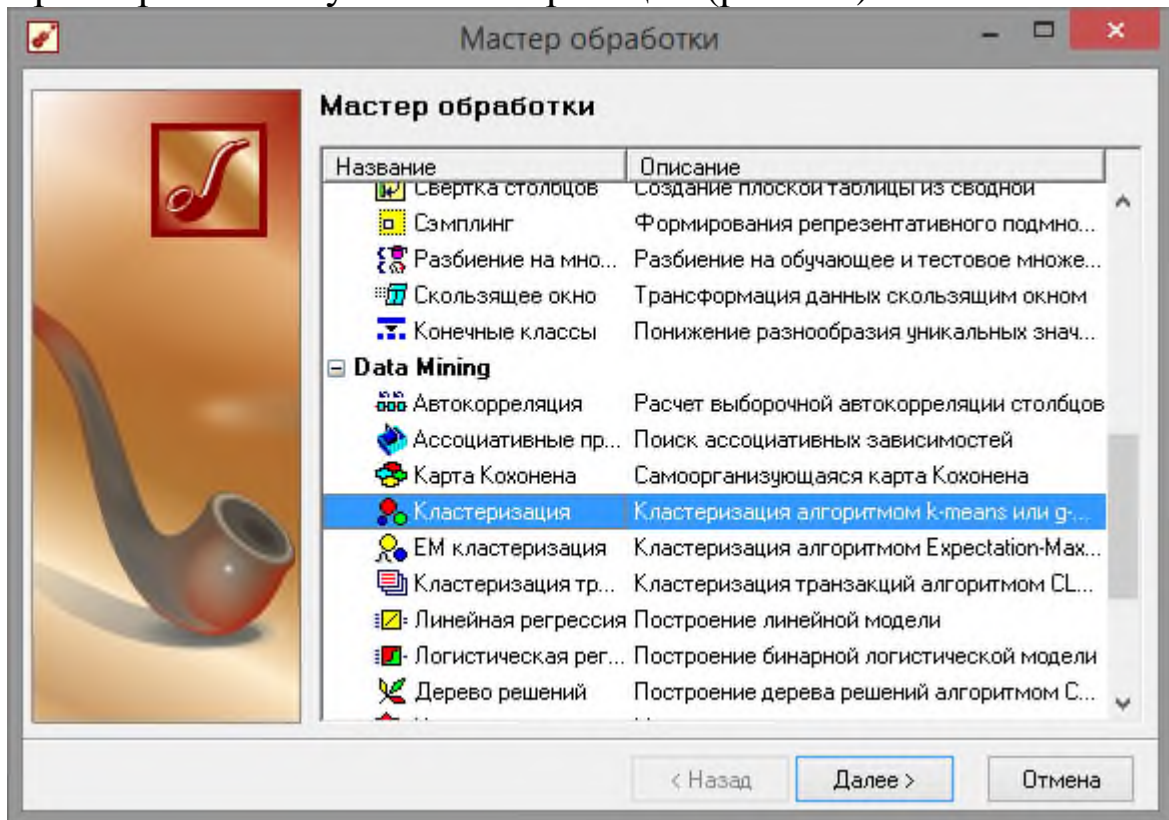 Мастер обработки
Мастер обработки
Название Описание
Свертка столбцов Создание плоской таблицы из сводной
Сэмплинг Формирования репрезентативного подмно...
Разбиение на мно... Разбиение на обучающее и тестовое множе...
Скользящее окно Трансформация данных скользящим окном
Конечные классы Понижение разнообразия уникальных знач...
Data Mining
Автокорреляция Расчет выборочной автокорреляции столбцов
Ассоциативные пр... Поиск ассоциативных зависимостей
Карта Кохонена Самоорганизующаяся карта Кохонена
Кластеризация Кластеризация алгоритмом k-means или g-...
EM кластеризация Кластеризация алгоритмом Expectation-Max...
Кластеризация тр... Кластеризация транзакций алгоритмом CL...
Линейная регрессия Построение линейной модели
Логистическая рег... Построение бинарной логистической модели
Дерево решений Построение дерева решений алгоритмом C...
< Назад Далее > Отмена